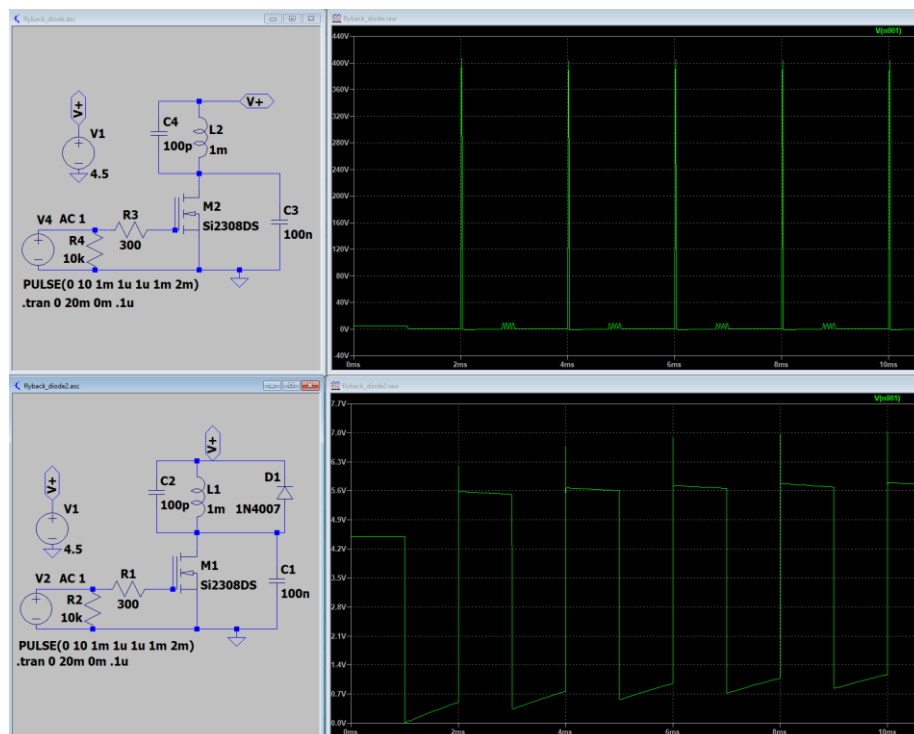 flyback_diode.asc
V+
V1
4.5
C4
100p
L2
1m
V+
M2
Si2308DS
C3
100n
V4 AC 1
R3
300
R4
10k
PULSE(0 10 1m 1u 1u 1m 2m)
.tran 0 20m 0m .1u
flyback_diode.raw
V(n001)
440V
400V
360V
320V
280V
240V
200V
160V
120V
80V
40V
0V
-40V
0ms
2ms
4ms
6ms
8ms
10ms
flyback_diode2.asc
V+
V1
4.5
V+
C2
100p
L1
1m
D1
1N4007
M1
Si2308DS
C1
100n
V2 AC 1
R1
300
R2
10k
PULSE(0 10 1m 1u 1u 1m 2m)
.tran 0 20m 0m .1u
flyback_diode2.raw
V(n001)
7.7V
7.0V
6.3V
5.6V
4.9V
4.2V
3.5V
2.8V
2.1V
1.4V
0.7V
0.0V
0ms
2ms
4ms
6ms
8ms
10ms